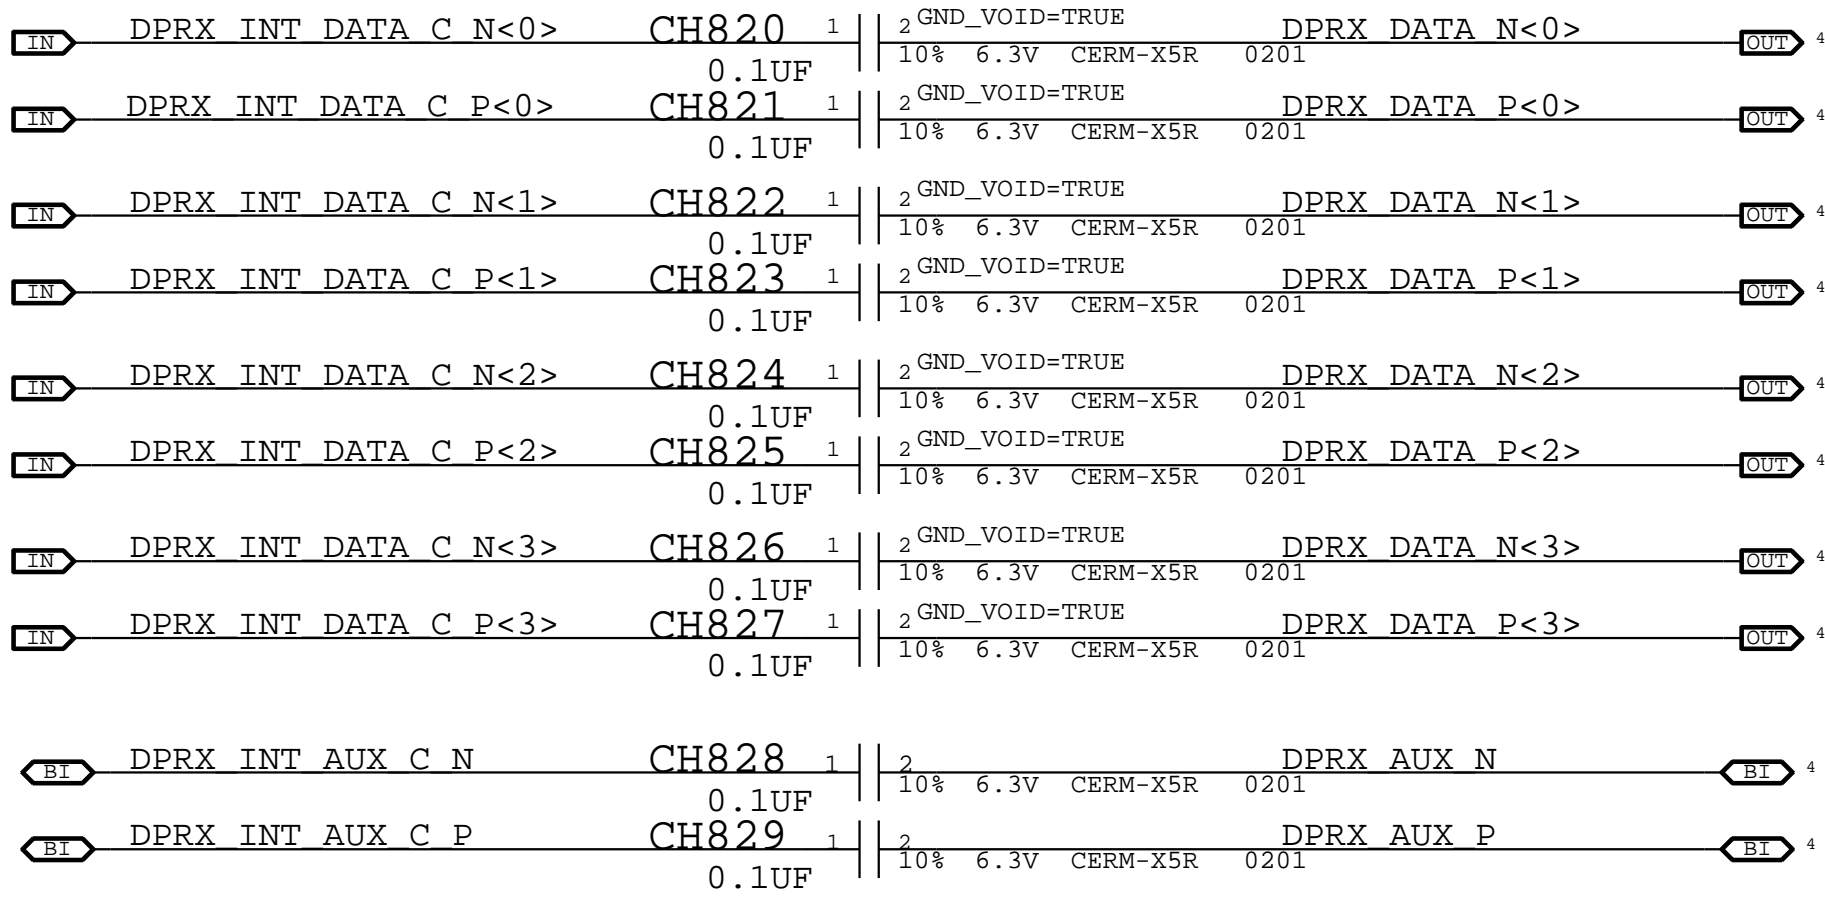 IN DPRX_INT_DATA_C_N<0> CH820 1 2 GND_VOID=TRUE DPRX_DATA_N<0> OUT 4
0.1UF 10% 6.3V CERM-X5R 0201
IN DPRX_INT_DATA_C_P<0> CH821 1 2 GND_VOID=TRUE DPRX_DATA_P<0> OUT 4
0.1UF 10% 6.3V CERM-X5R 0201
IN DPRX_INT_DATA_C_N<1> CH822 1 2 GND_VOID=TRUE DPRX_DATA_N<1> OUT 4
0.1UF 10% 6.3V CERM-X5R 0201
IN DPRX_INT_DATA_C_P<1> CH823 1 2 GND_VOID=TRUE DPRX_DATA_P<1> OUT 4
0.1UF 10% 6.3V CERM-X5R 0201
IN DPRX_INT_DATA_C_N<2> CH824 1 2 GND_VOID=TRUE DPRX_DATA_N<2> OUT 4
0.1UF 10% 6.3V CERM-X5R 0201
IN DPRX_INT_DATA_C_P<2> CH825 1 2 GND_VOID=TRUE DPRX_DATA_P<2> OUT 4
0.1UF 10% 6.3V CERM-X5R 0201
IN DPRX_INT_DATA_C_N<3> CH826 1 2 GND_VOID=TRUE DPRX_DATA_N<3> OUT 4
0.1UF 10% 6.3V CERM-X5R 0201
IN DPRX_INT_DATA_C_P<3> CH827 1 2 GND_VOID=TRUE DPRX_DATA_P<3> OUT 4
0.1UF 10% 6.3V CERM-X5R 0201
BI DPRX_INT_AUX_C_N CH828 1 2 DPRX_AUX_N BI 4
0.1UF 10% 6.3V CERM-X5R 0201
BI DPRX_INT_AUX_C_P CH829 1 2 DPRX_AUX_P BI 4
0.1UF 10% 6.3V CERM-X5R 0201